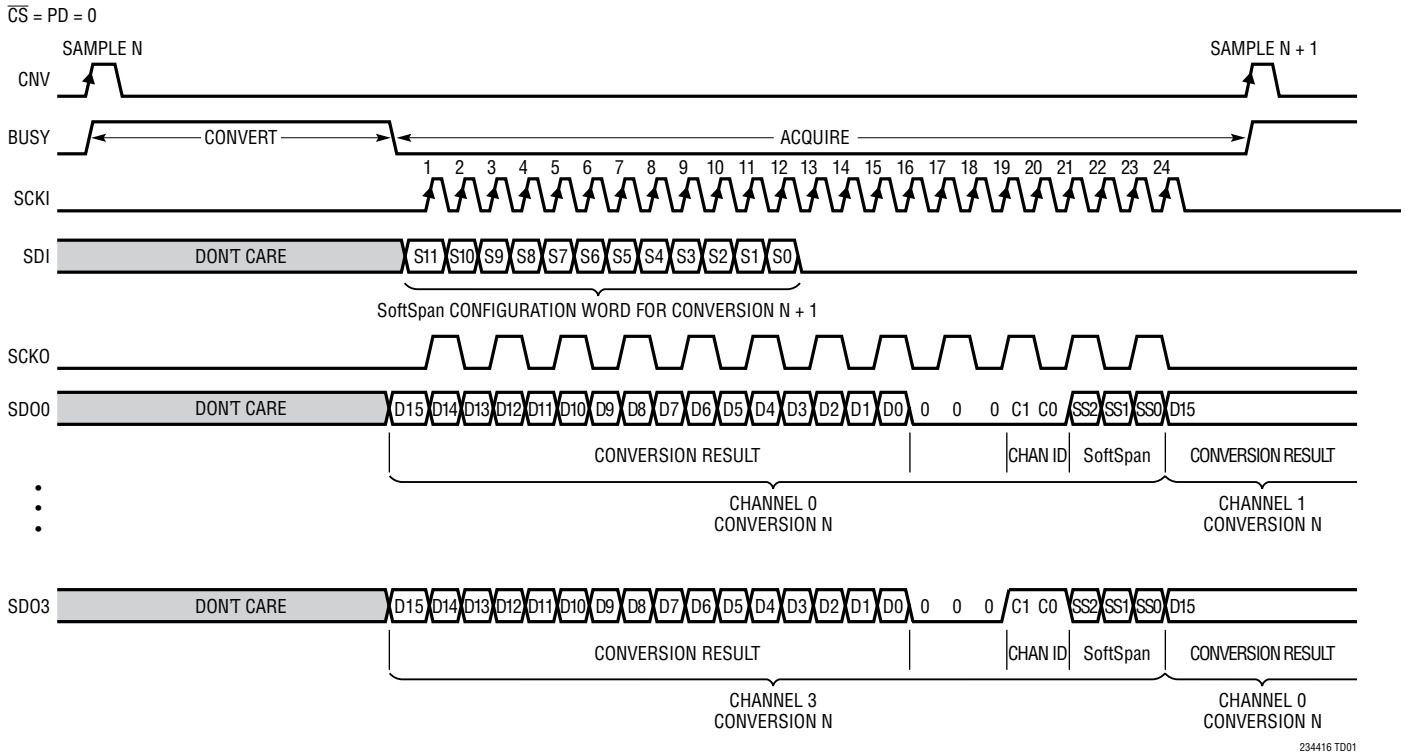 CS = PD = 0
SAMPLE N SAMPLE N + 1
CNV
BUSY CONVERT ACQUIRE
1 2 3 4 5 6 7 8 9 10 11 12 13 14 15 16 17 18 19 20 21 22 23 24
SCKI
SDI DON'T CARE S11 S10 S9 S8 S7 S6 S5 S4 S3 S2 S1 S0
SoftSpan CONFIGURATION WORD FOR CONVERSION N + 1
SCKO
SDO0 DON'T CARE D15 D14 D13 D12 D11 D10 D9 D8 D7 D6 D5 D4 D3 D2 D1 D0 0 0 0 C1 C0 SS2 SS1 SS0 D15
CONVERSION RESULT CHAN ID SoftSpan CONVERSION RESULT
CHANNEL 0 CHANNEL 1
CONVERSION N CONVERSION N
SDO3 DON'T CARE D15 D14 D13 D12 D11 D10 D9 D8 D7 D6 D5 D4 D3 D2 D1 D0 0 0 0 C1 C0 SS2 SS1 SS0 D15
CONVERSION RESULT CHAN ID SoftSpan CONVERSION RESULT
CHANNEL 3 CHANNEL 0
CONVERSION N CONVERSION N
234416 TD01